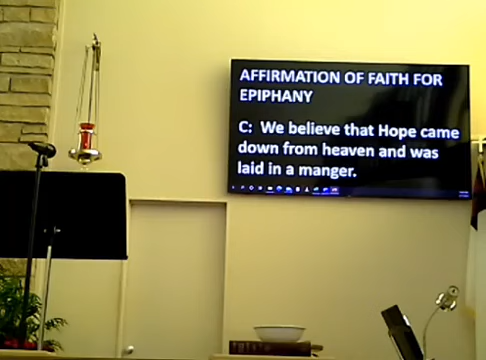 AFFIRMATION OF FAITH FOR
EPIPHANY
C: We believe that Hope came
down from heaven and was
laid in a manger.